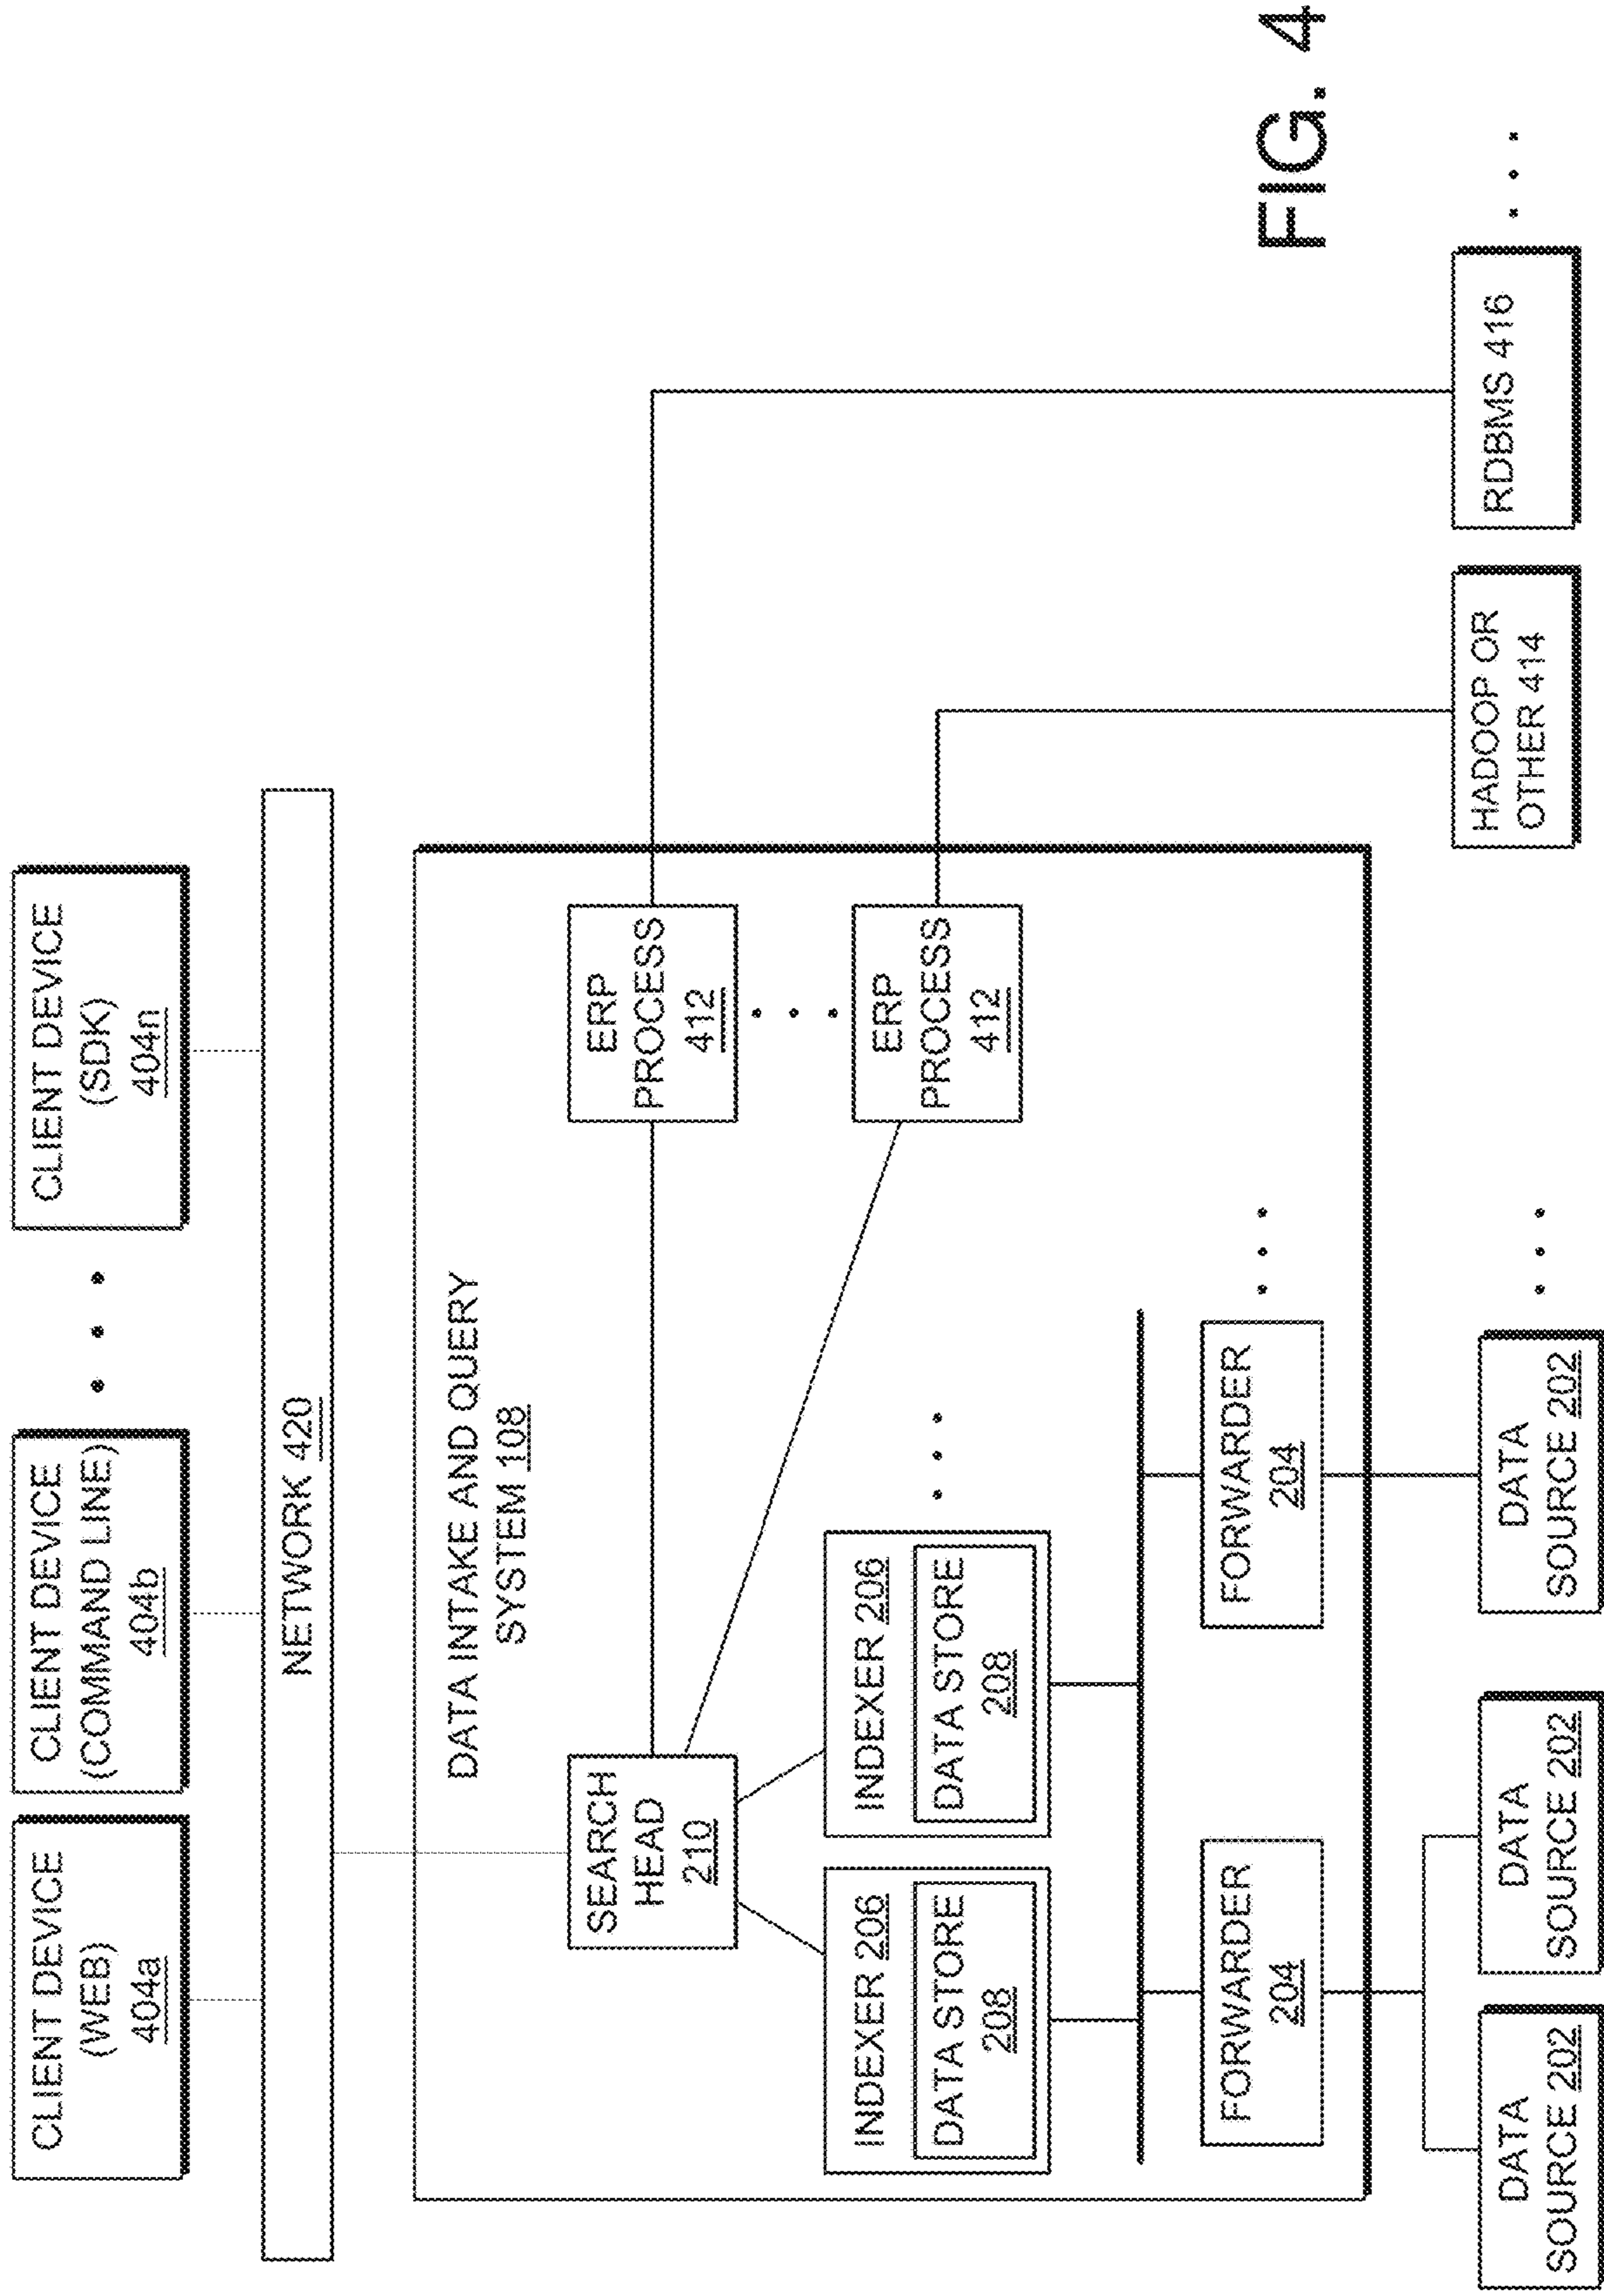 CLIENT DEVICE
(WEB)
404a
CLIENT DEVICE
(COMMAND LINE)
404b
CLIENT DEVICE
(SDK)
404n
NETWORK 420
DATA INTAKE AND QUERY
SYSTEM 108
SEARCH
HEAD
210
ERP
PROCESS
412
INDEXER 206
DATA STORE
208
INDEXER 206
DATA STORE
208
ERP
PROCESS
412
FORWARDER
204
FORWARDER
204
DATA
SOURCE 202
DATA
SOURCE 202
DATA
SOURCE 202
HADOOP OR
OTHER 414
RDBMS 416
FIG. 4